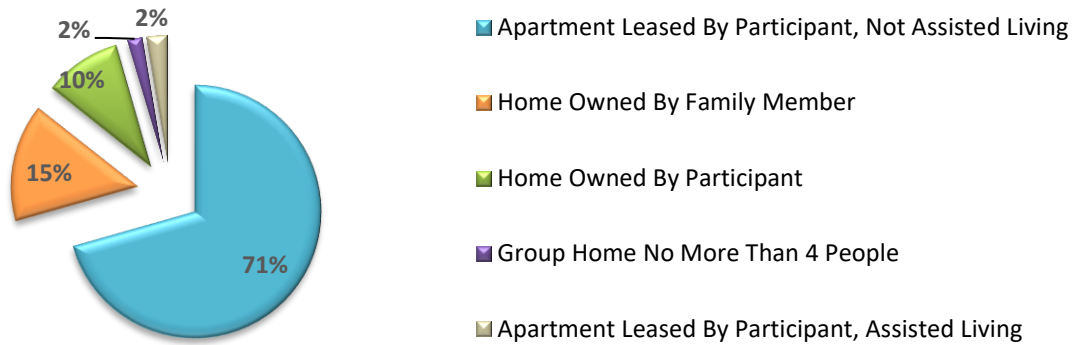 2%
2%
10%
15%
71%
Apartment Leased By Participant, Not Assisted Living
Home Owned By Family Member
Home Owned By Participant
Group Home No More Than 4 People
Apartment Leased By Participant, Assisted Living